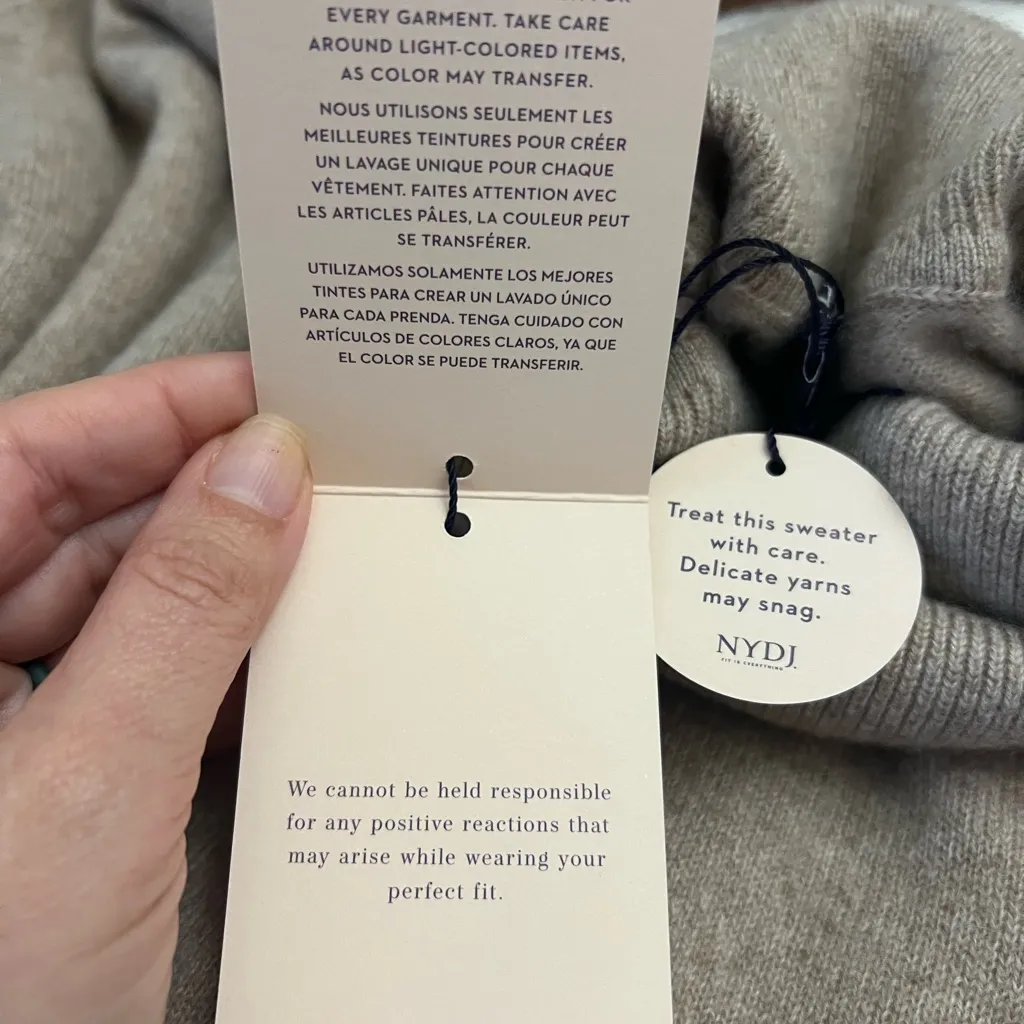 EVERY GARMENT. TAKE CARE
AROUND LIGHT-COLORED ITEMS,
AS COLOR MAY TRANSFER.
NOUS UTILISONS SEULEMENT LES
MEILLEURES TEINTURES POUR CRÉER
UN LAVAGE UNIQUE POUR CHAQUE
VÊTEMENT. FAITES ATTENTION AVEC
LES ARTICLES PÂLES, LA COULEUR PEUT
SE TRANSFÉRER.
UTILIZAMOS SOLAMENTE LOS MEJORES
TINTES PARA CREAR UN LAVADO ÚNICO
PARA CADA PRENDA. TENGA CUIDADO CON
ARTÍCULOS DE COLORES CLAROS, YA QUE
EL COLOR SE PUEDE TRANSFERIR.
We cannot be held responsible
for any positive reactions that
may arise while wearing your
perfect fit.
Treat this sweater
with care.
Delicate yarns
may snag.
NYDJ
FIT IS EVERYTHING